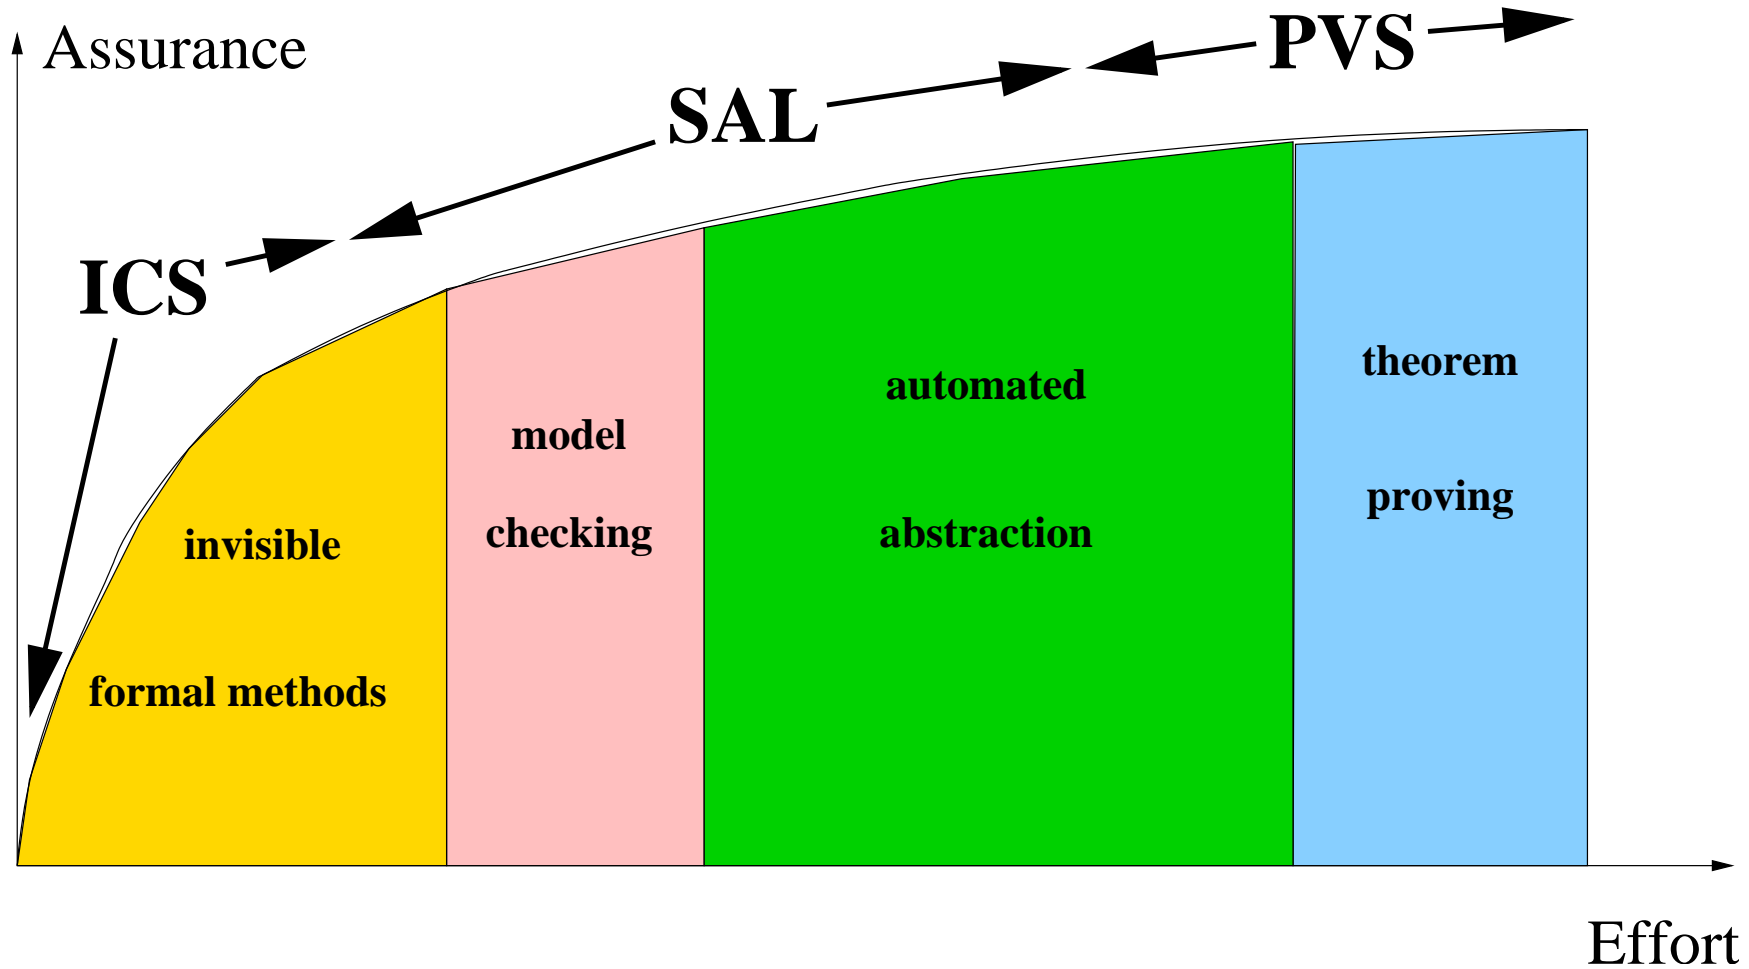 PVS
Assurance
SAL
ICS
theorem
automated
model
proving
checking
abstraction
invisible
formal methods
Effort